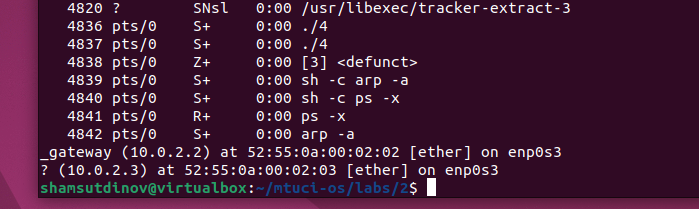 4820 ? SNsl 0:00 /usr/libexec/tracker-extract-3
4836 pts/0 S+ 0:00 ./4
4837 pts/0 S+ 0:00 ./4
4838 pts/0 Z+ 0:00 [3] <defunct>
4839 pts/0 S+ 0:00 sh -c arp -a
4840 pts/0 S+ 0:00 sh -c ps -x
4841 pts/0 R+ 0:00 ps -x
4842 pts/0 S+ 0:00 arp -a
_gateway (10.0.2.2) at 52:55:0a:00:02:02 [ether] on enp0s3
? (10.0.2.3) at 52:55:0a:00:02:03 [ether] on enp0s3
shamsutdinov@virtualbox:~/mtuci-os/labs/2$